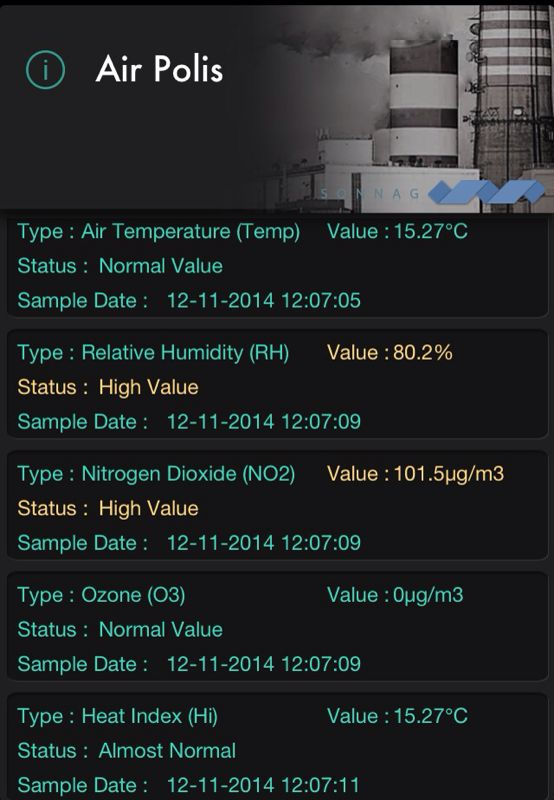 i
Air Polis
SONNAG
Type : Air Temperature (Temp) Value : 15.27°C
Status : Normal Value
Sample Date : 12-11-2014 12:07:05
Type : Relative Humidity (RH) Value : 80.2%
Status : High Value
Sample Date : 12-11-2014 12:07:09
Type : Nitrogen Dioxide (NO2) Value : 101.5µg/m3
Status : High Value
Sample Date : 12-11-2014 12:07:09
Type : Ozone (O3) Value : 0µg/m3
Status : Normal Value
Sample Date : 12-11-2014 12:07:09
Type : Heat Index (Hi) Value : 15.27°C
Status : Almost Normal
Sample Date : 12-11-2014 12:07:11